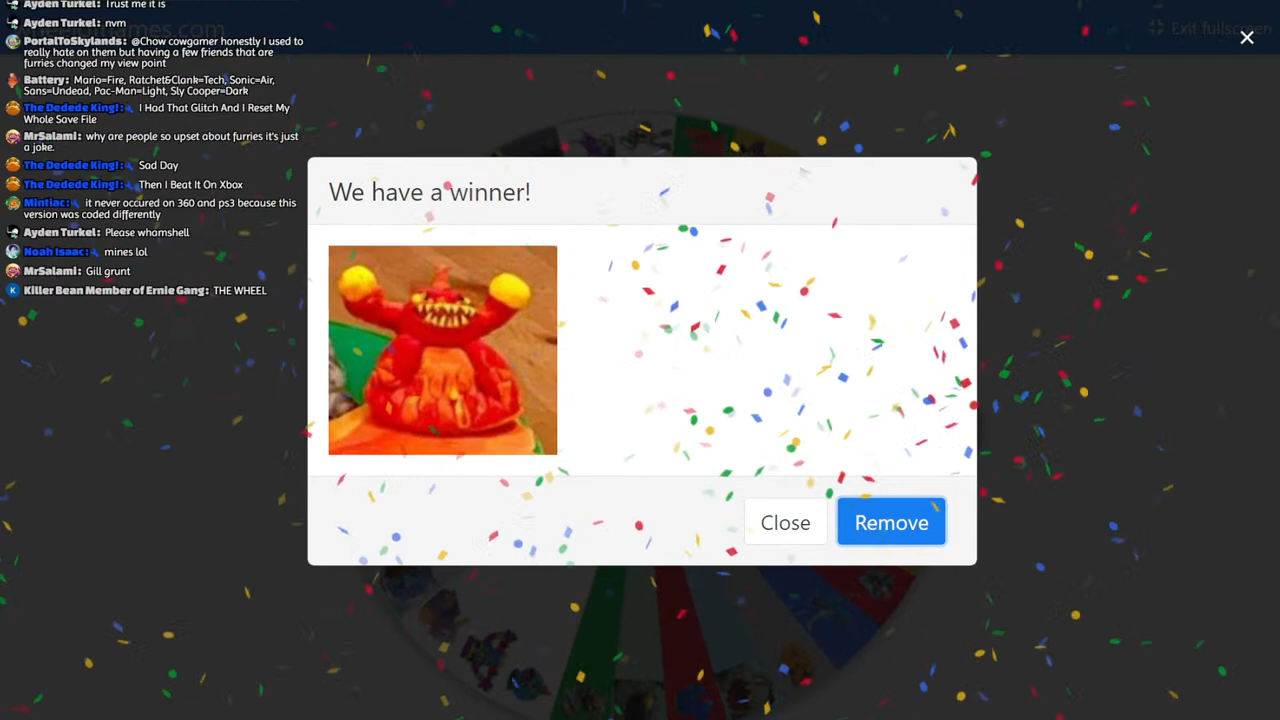 Ayden Turkel: Trust me it is
Ayden Turkel: nvm
PortalToSkylands: @Chow cowgamer honestly I used to
really hate on them but having a few friends that are
furries changed my view point
Battery: Mario=Fire, Ratchet&Clank=Tech, Sonic=Air,
Sans=Undead, Pac-Man=Light, Sly Cooper=Dark
The Dedede King!: I Had That Glitch And I Reset My
Whole Save File
MrSalami: why are people so upset about furries it's just
a joke.
The Dedede King!: Sad Day
The Dedede King!: Then I Beat It On Xbox
Mintiac: it never occured on 360 and ps3 because this
version was coded differently
Ayden Turkel: Please whamshell
Noah Isaac: mines lol
MrSalami: Gill grunt
K Killer Bean Member of Ernie Gang: THE WHEEL
Exit fullscreen
We have a winner!
Close
Remove